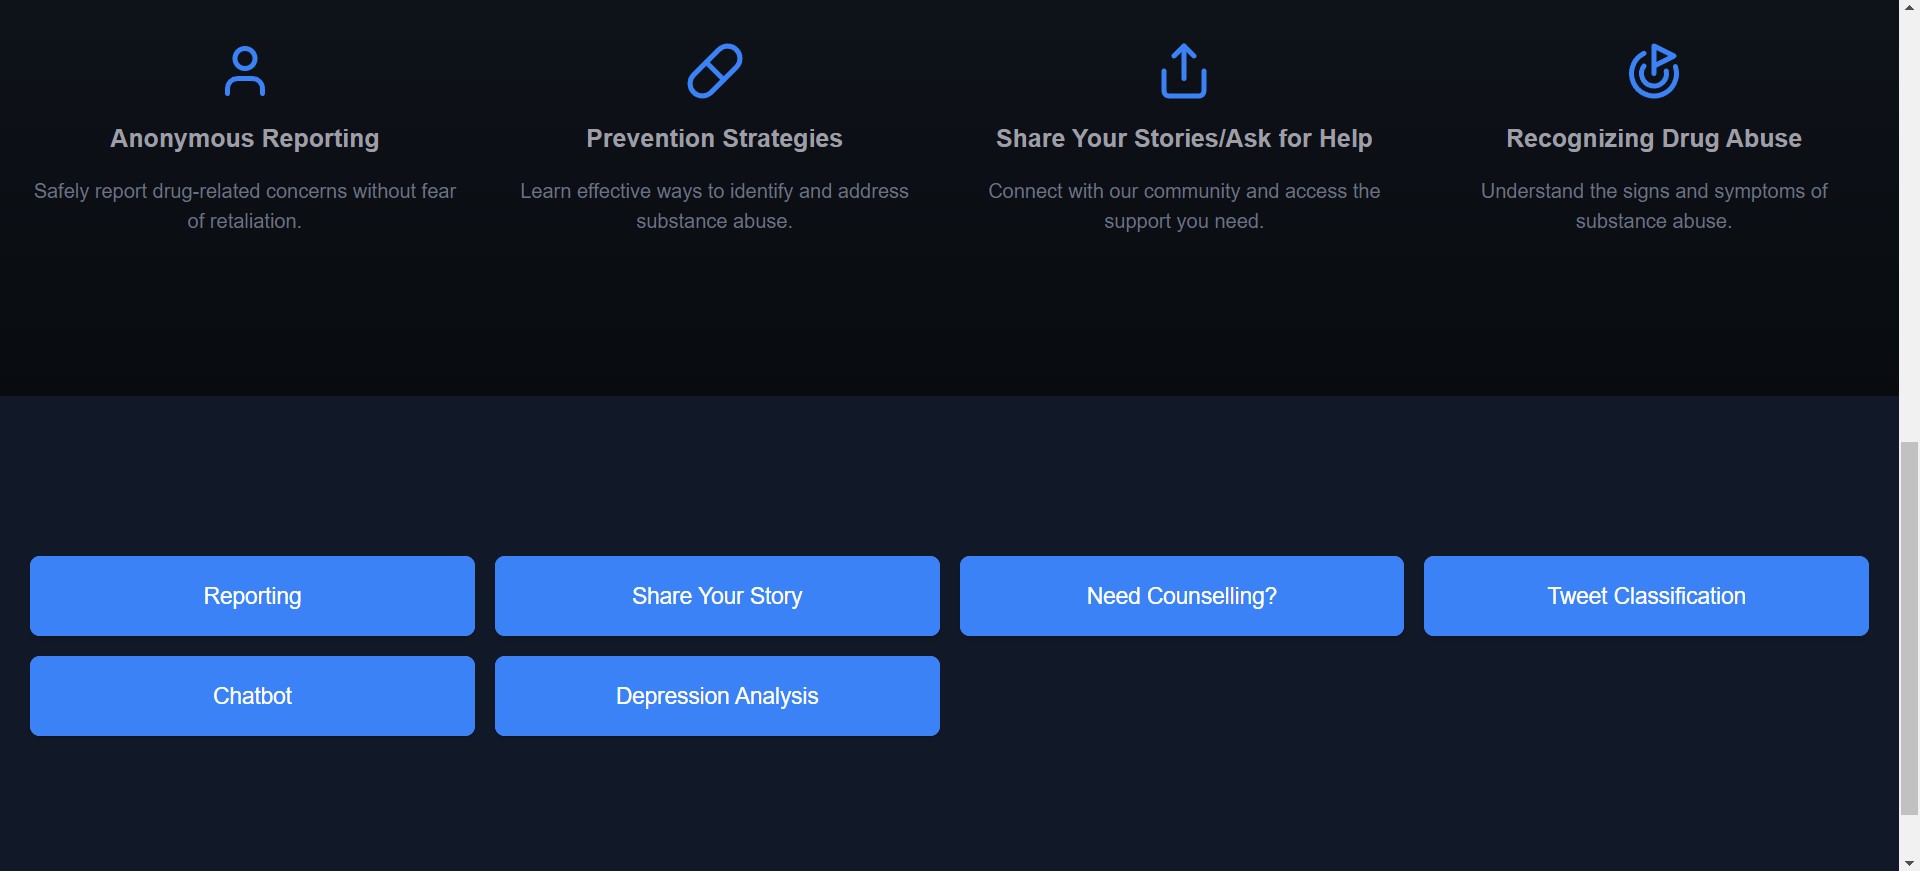 Anonymous Reporting
Safely report drug-related concerns without fear
of retaliation.
Prevention Strategies
Learn effective ways to identify and address
substance abuse.
Share Your Stories/Ask for Help
Connect with our community and access the
support you need.
Recognizing Drug Abuse
Understand the signs and symptoms of
substance abuse.
Reporting
Share Your Story
Need Counselling?
Tweet Classification
Chatbot
Depression Analysis